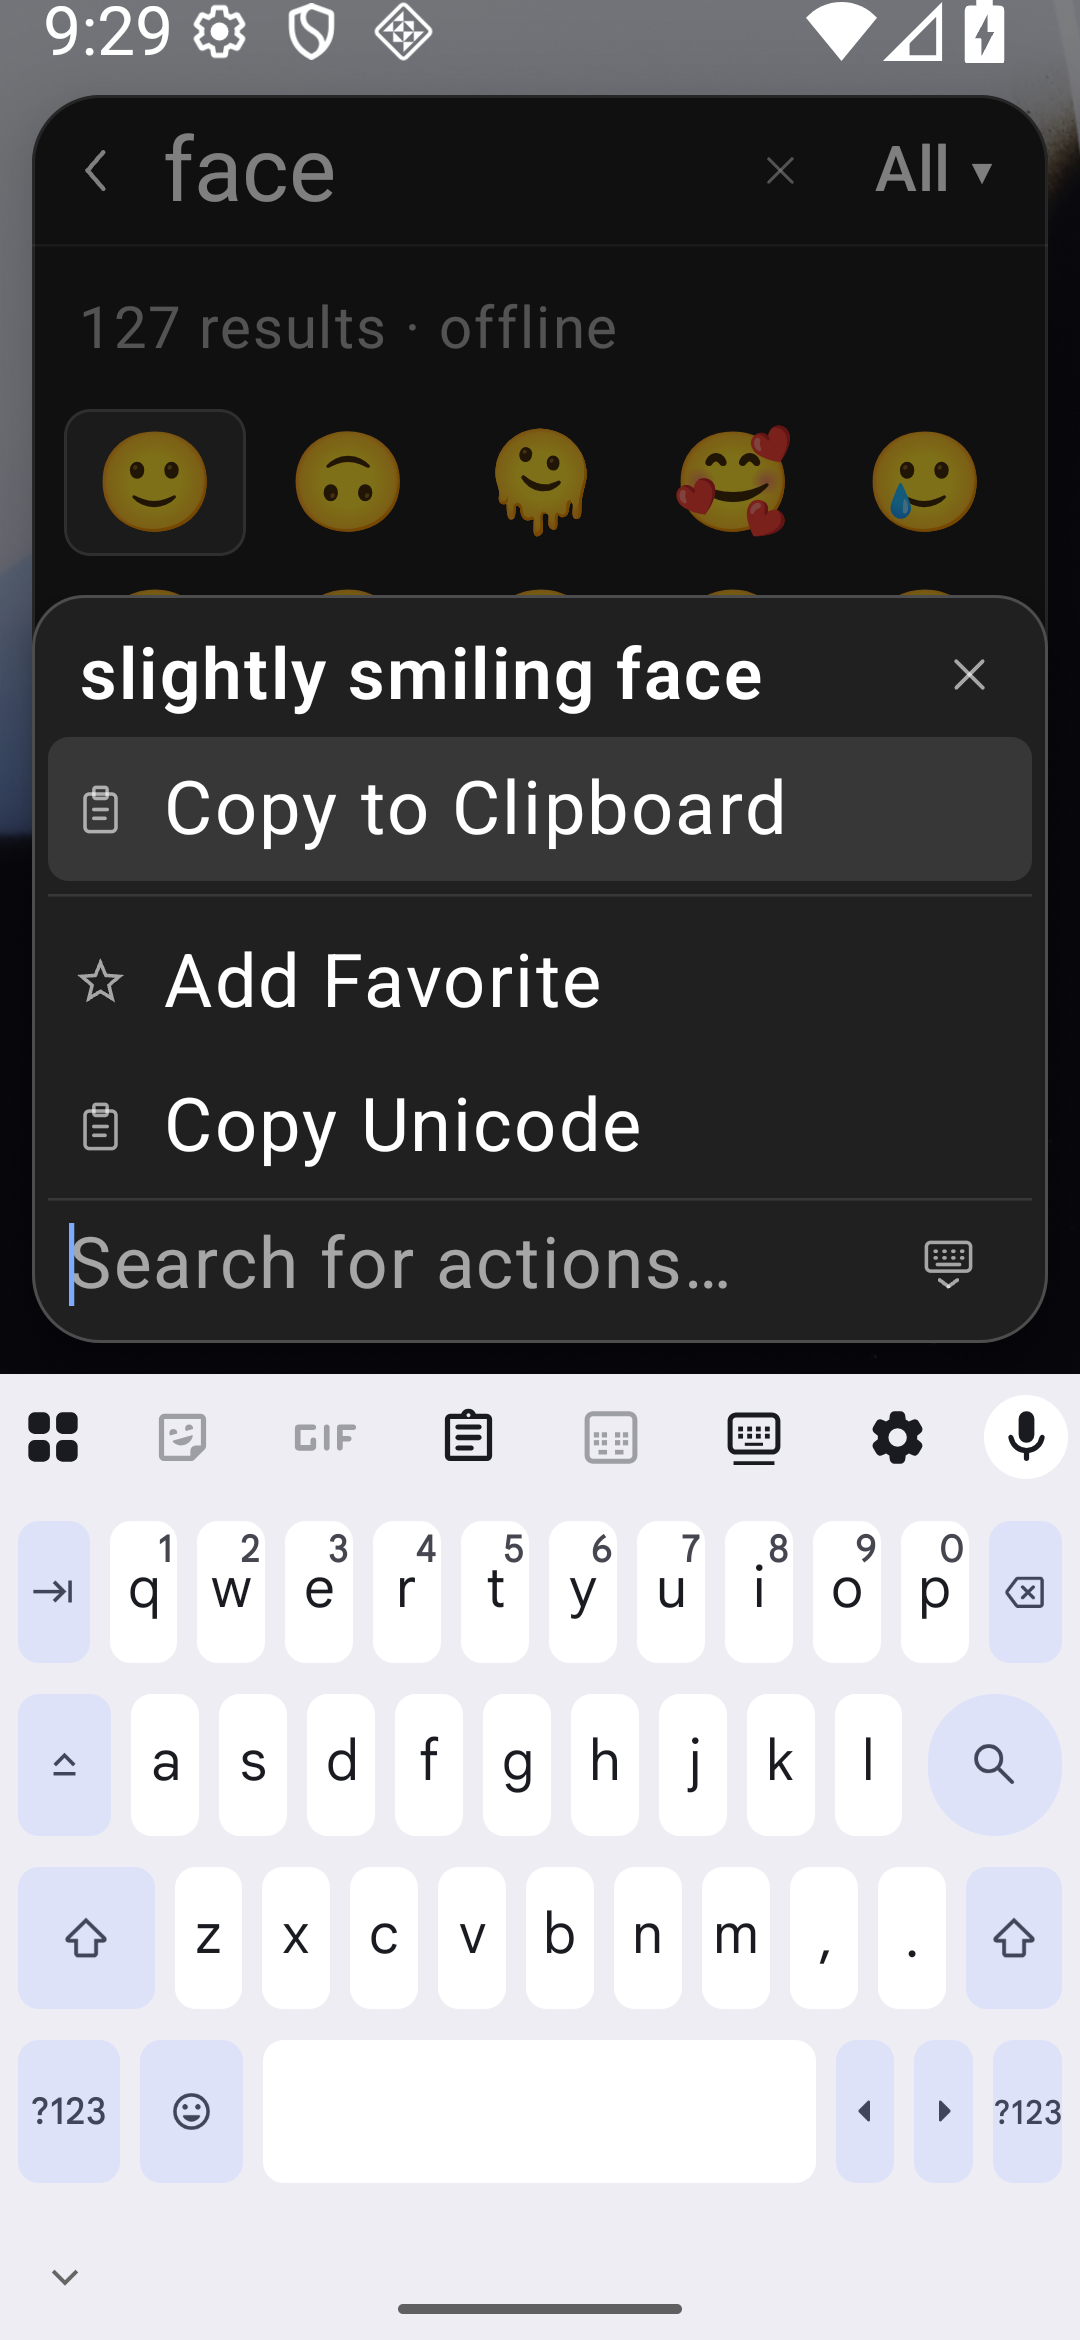 9:29
face
All ▾
127 results · offline
slightly smiling face
Copy to Clipboard
Add Favorite
Copy Unicode
Search for actions…
GIF
1 2 3 4 5 6 7 8 9 0
q w e r t y u i o p
a s d f g h j k l
z x c v b n m , .
?123 ?123